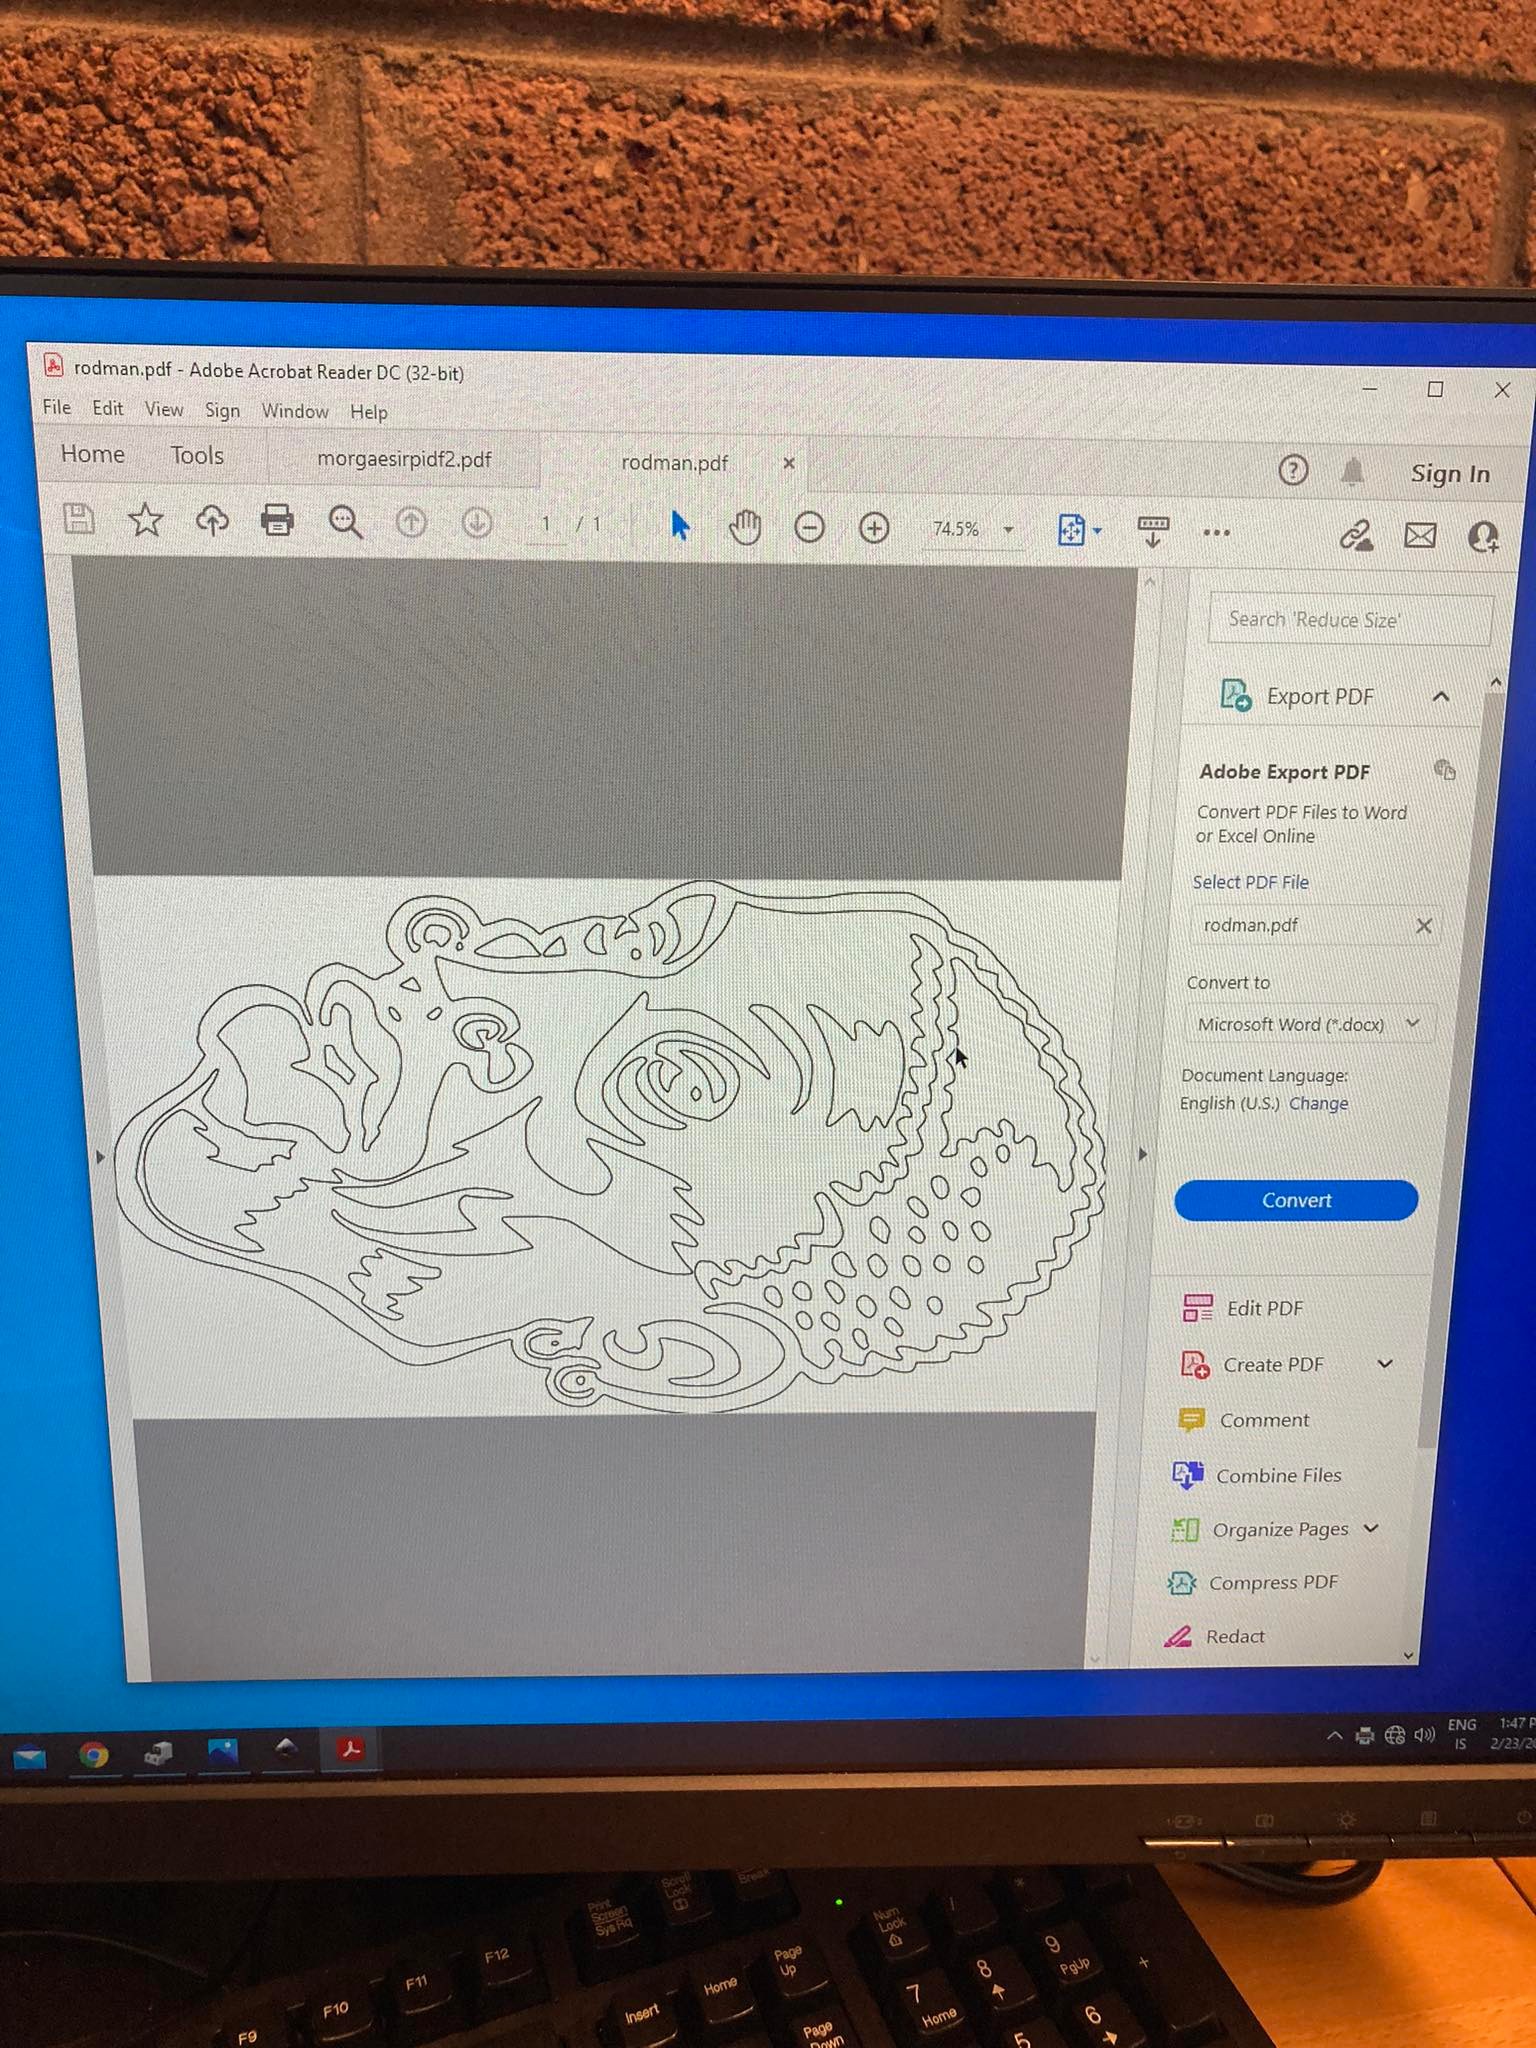 rodman.pdf - Adobe Acrobat Reader DC (32-bit)
File Edit View Sign Window Help
Home Tools morgaesirpidf2.pdf rodman.pdf × Sign In
1 / 1 74.5%
Search 'Reduce Size'
Export PDF
Adobe Export PDF
Convert PDF Files to Word
or Excel Online
Select PDF File
rodman.pdf
Convert to
Microsoft Word (*.docx)
Document Language:
English (U.S.) Change
Convert
Edit PDF
Create PDF
Comment
Combine Files
Organize Pages
Compress PDF
Redact
ENG 1:47
IS 2/23/2
Print
Screen
Sys Rq
Scroll
Lock
Break
Num
Lock
/
*
F9 F10 F11 F12
Insert Home Page
Up
Page
Down
7
Home
8
9
PgUp
+
5
6